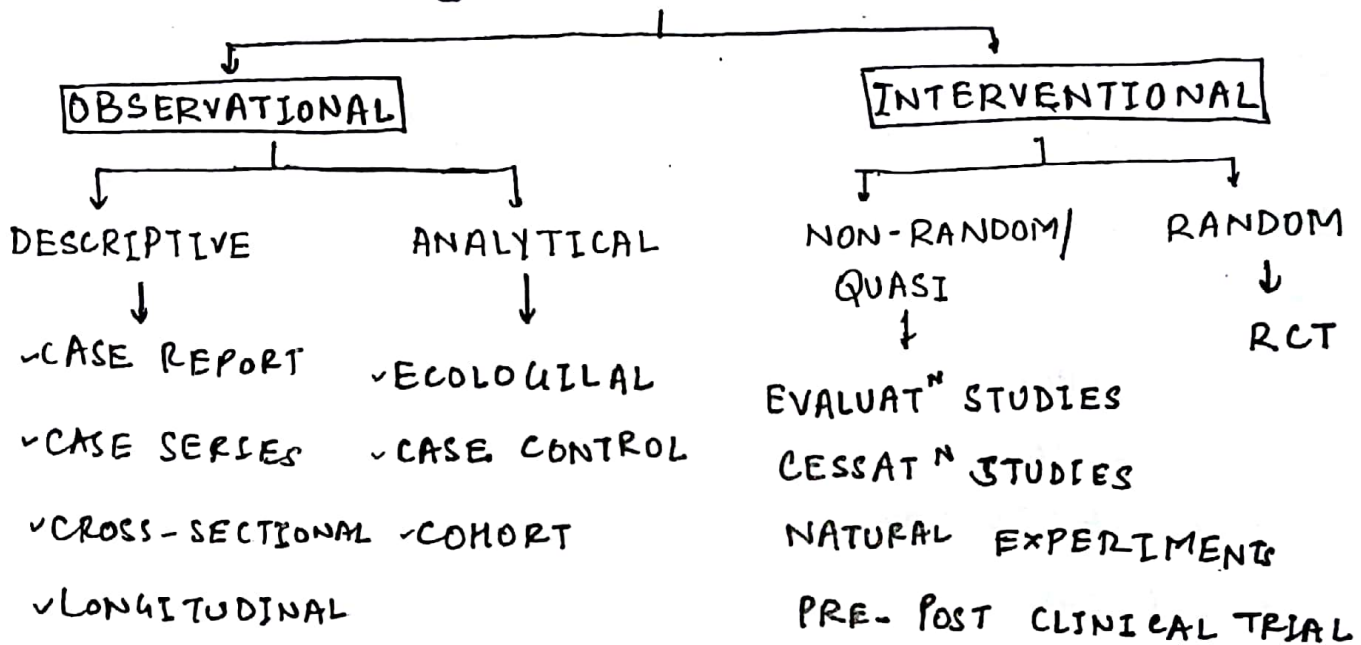 OBSERVATIONAL
INTERVENTIONAL
DESCRIPTIVE
ANALYTICAL
NON-RANDOM/
QUASI
RANDOM
✓CASE REPORT
✓CASE SERIES
✓CROSS-SECTIONAL
✓LONGITUDINAL
✓ECOLOGILAL
✓CASE CONTROL
✓COHORT
EVALUATᴺ STUDIES
CESSATᴺ STUDIES
NATURAL EXPERIMENTS
PRE-POST CLINICAL TRIAL
RCT